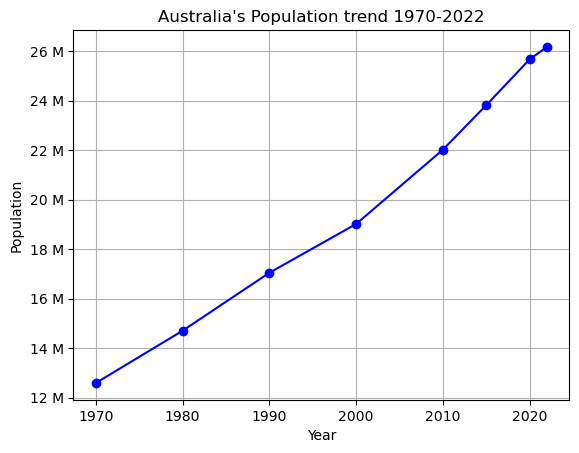 Australia's Population trend 1970-2022
26 M
24 M
22 M
20 M
18 M
16 M
14 M
12 M
Population
1970 1980 1990 2000 2010 2020
Year